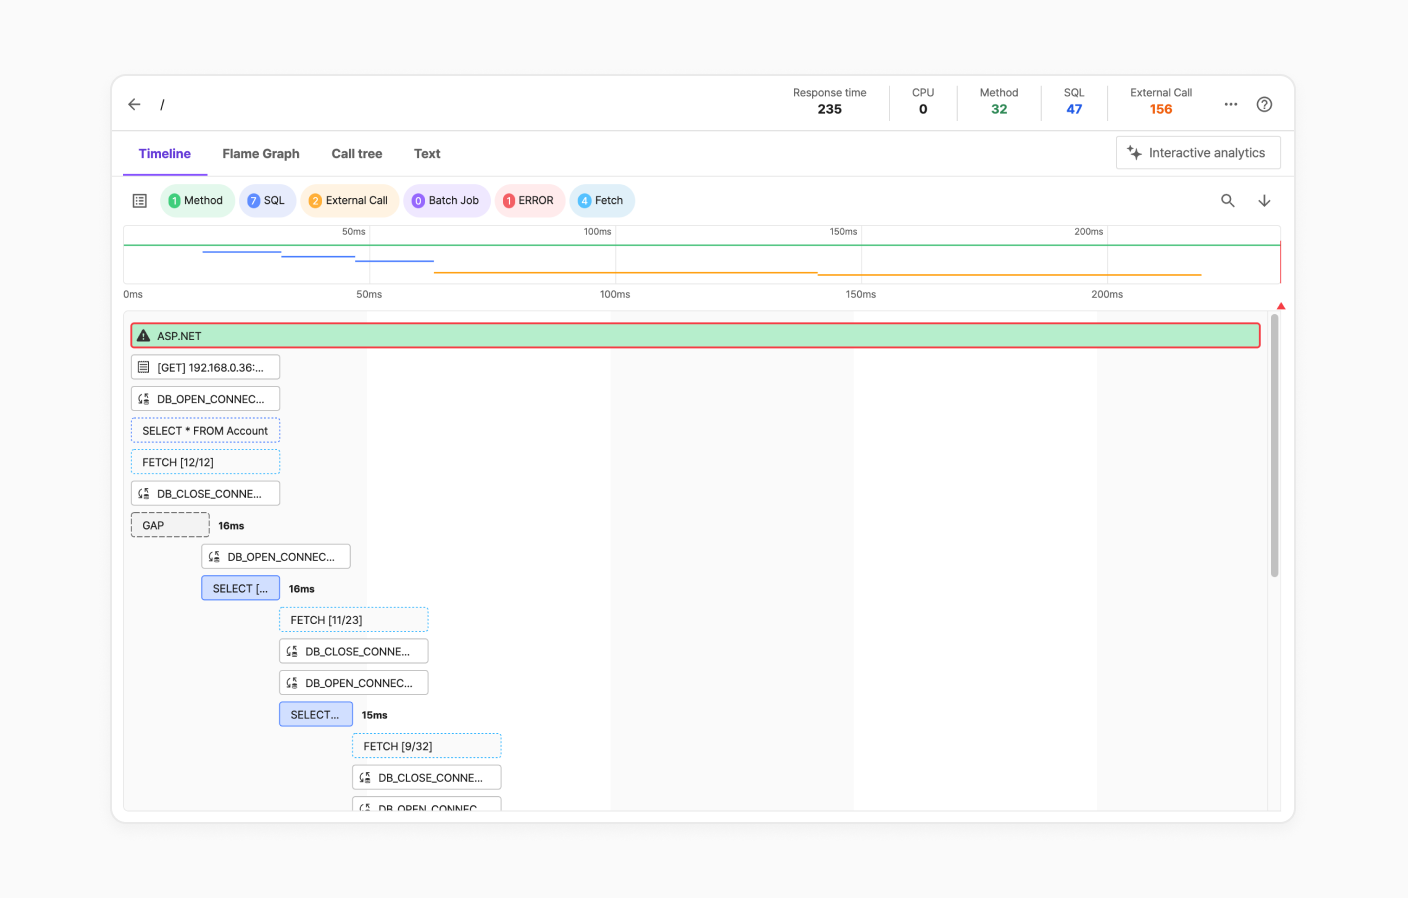 /
Response time
235
CPU
0
Method
32
SQL
47
External Call
156
Timeline
Flame Graph
Call tree
Text
Interactive analytics
1 Method
7 SQL
2 External Call
0 Batch Job
1 ERROR
4 Fetch
50ms
100ms
150ms
200ms
0ms
50ms
100ms
150ms
200ms
ASP.NET
[GET] 192.168.0.36:...
DB_OPEN_CONNEC...
SELECT * FROM Account
FETCH [12/12]
DB_CLOSE_CONNE...
GAP 16ms
DB_OPEN_CONNEC...
SELECT [... 16ms
FETCH [11/23]
DB_CLOSE_CONNE...
DB_OPEN_CONNEC...
SELECT... 15ms
FETCH [9/32]
DB_CLOSE_CONNE...
DB_OPEN_CONNEC...